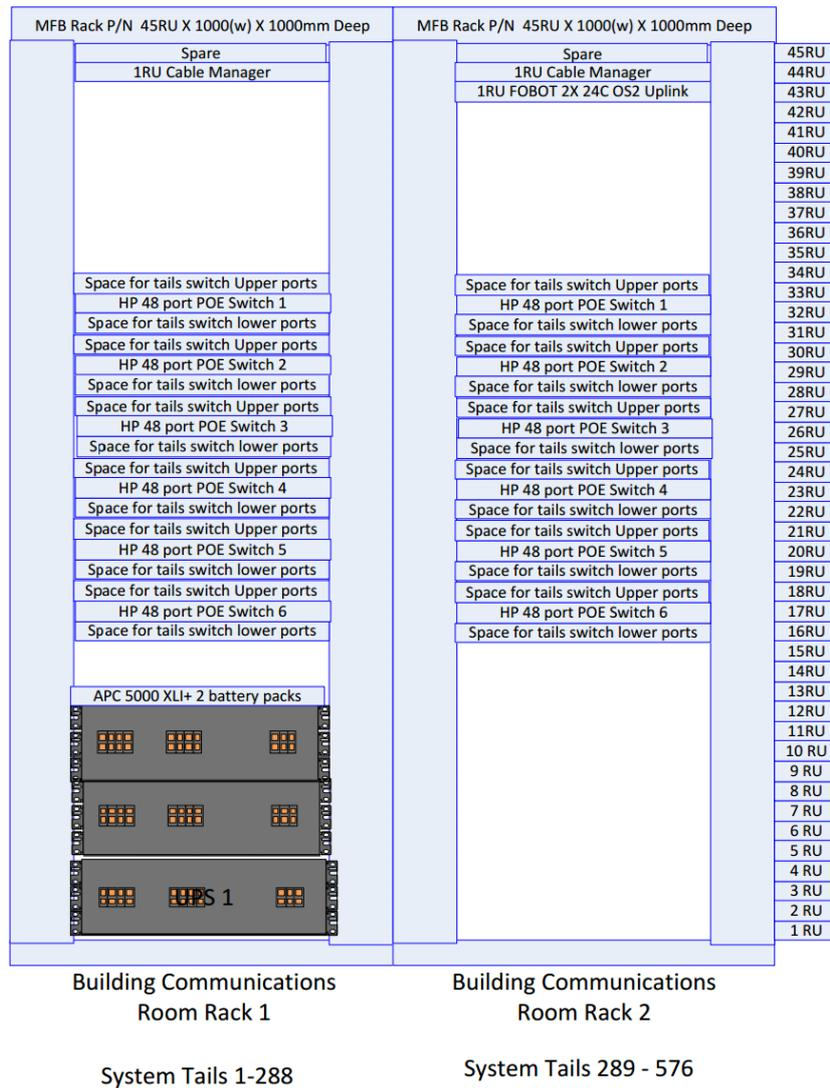 MFB Rack P/N  45RU X 1000(w) X 1000mm Deep
Spare
1RU Cable Manager
Space for tails switch Upper ports
HP 48 port POE Switch 1
Space for tails switch lower ports
Space for tails switch Upper ports
HP 48 port POE Switch 2
Space for tails switch lower ports
Space for tails switch Upper ports
HP 48 port POE Switch 3
Space for tails switch lower ports
Space for tails switch Upper ports
HP 48 port POE Switch 4
Space for tails switch lower ports
Space for tails switch Upper ports
HP 48 port POE Switch 5
Space for tails switch lower ports
Space for tails switch Upper ports
HP 48 port POE Switch 6
Space for tails switch lower ports
APC 5000 XLI+ 2 battery packs
UPS 1
Building Communications
Room Rack 1
System Tails 1-288
MFB Rack P/N  45RU X 1000(w) X 1000mm Deep
Spare
1RU Cable Manager
1RU FOBOT 2X 24C OS2 Uplink
Space for tails switch Upper ports
HP 48 port POE Switch 1
Space for tails switch lower ports
Space for tails switch Upper ports
HP 48 port POE Switch 2
Space for tails switch lower ports
Space for tails switch Upper ports
HP 48 port POE Switch 3
Space for tails switch lower ports
Space for tails switch Upper ports
HP 48 port POE Switch 4
Space for tails switch lower ports
Space for tails switch Upper ports
HP 48 port POE Switch 5
Space for tails switch lower ports
Space for tails switch Upper ports
HP 48 port POE Switch 6
Space for tails switch lower ports
Building Communications
Room Rack 2
System Tails 289 - 576
45RU
44RU
43RU
42RU
41RU
40RU
39RU
38RU
37RU
36RU
35RU
34RU
33RU
32RU
31RU
30RU
29RU
28RU
27RU
26RU
25RU
24RU
23RU
22RU
21RU
20RU
19RU
18RU
17RU
16RU
15RU
14RU
13RU
12RU
11RU
10 RU
9 RU
8 RU
7 RU
6 RU
5 RU
4 RU
3 RU
2 RU
1 RU